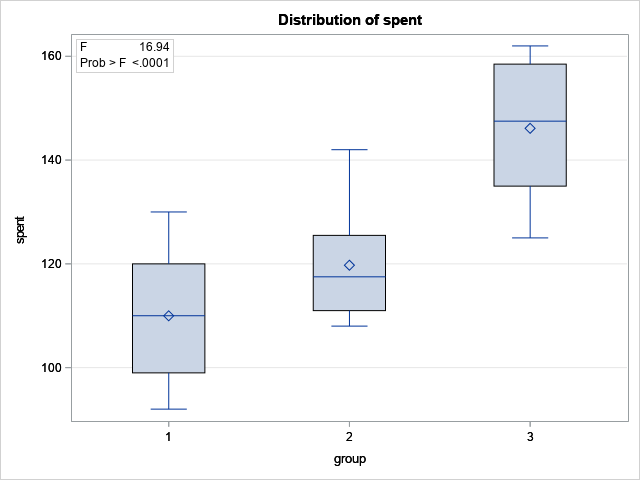 Distribution of spent
F 16.94
Prob > F <.0001
160
140
120
100
spent
1 2 3
group